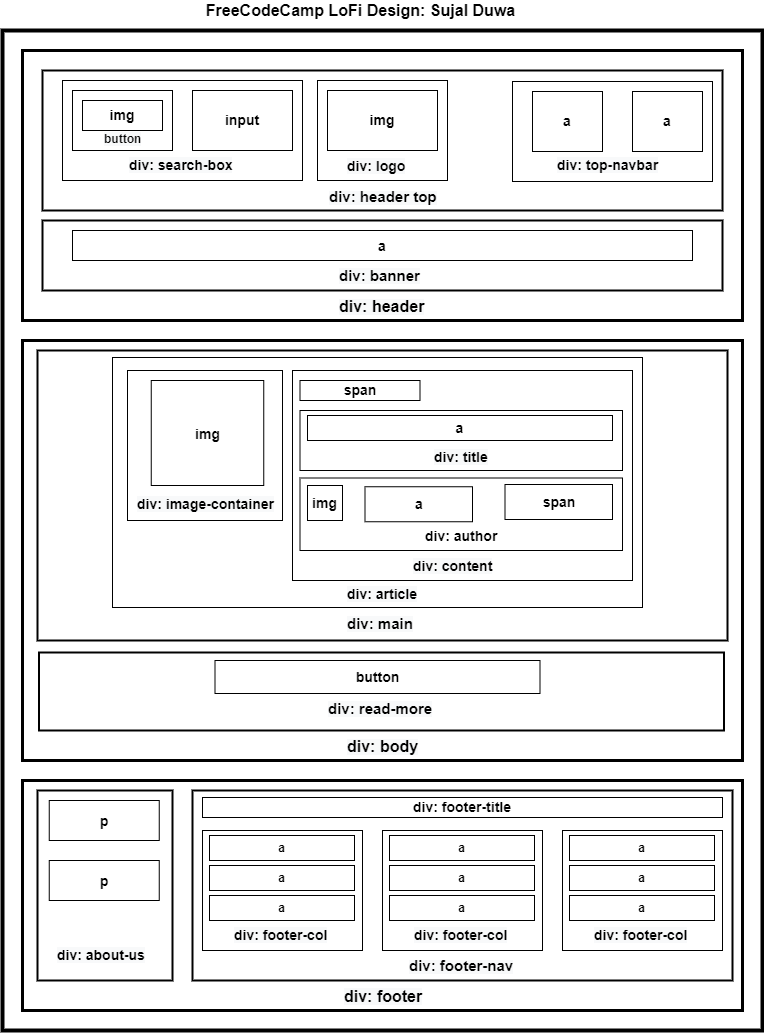 FreeCodeCamp LoFi Design: Sujal Duwa
img
button
input
div: search-box
img
div: logo
a
a
div: top-navbar
div: header top
a
div: banner
div: header
img
div: image-container
span
a
div: title
img
a
span
div: author
div: content
div: article
div: main
button
div: read-more
div: body
p
p
div: about-us
div: footer-title
a
a
a
div: footer-col
a
a
a
div: footer-col
a
a
a
div: footer-col
div: footer-nav
div: footer